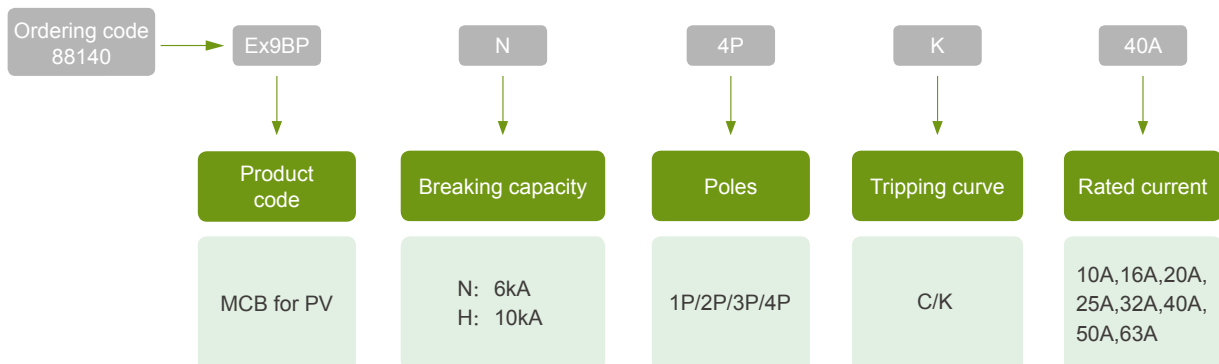 Ordering code
88140
Ex9BP
N
4P
K
40A
Product
code
Breaking capacity
Poles
Tripping curve
Rated current
MCB for PV
N: 6kA
H: 10kA
1P/2P/3P/4P
C/K
10A,16A,20A,
25A,32A,40A,
50A,63A